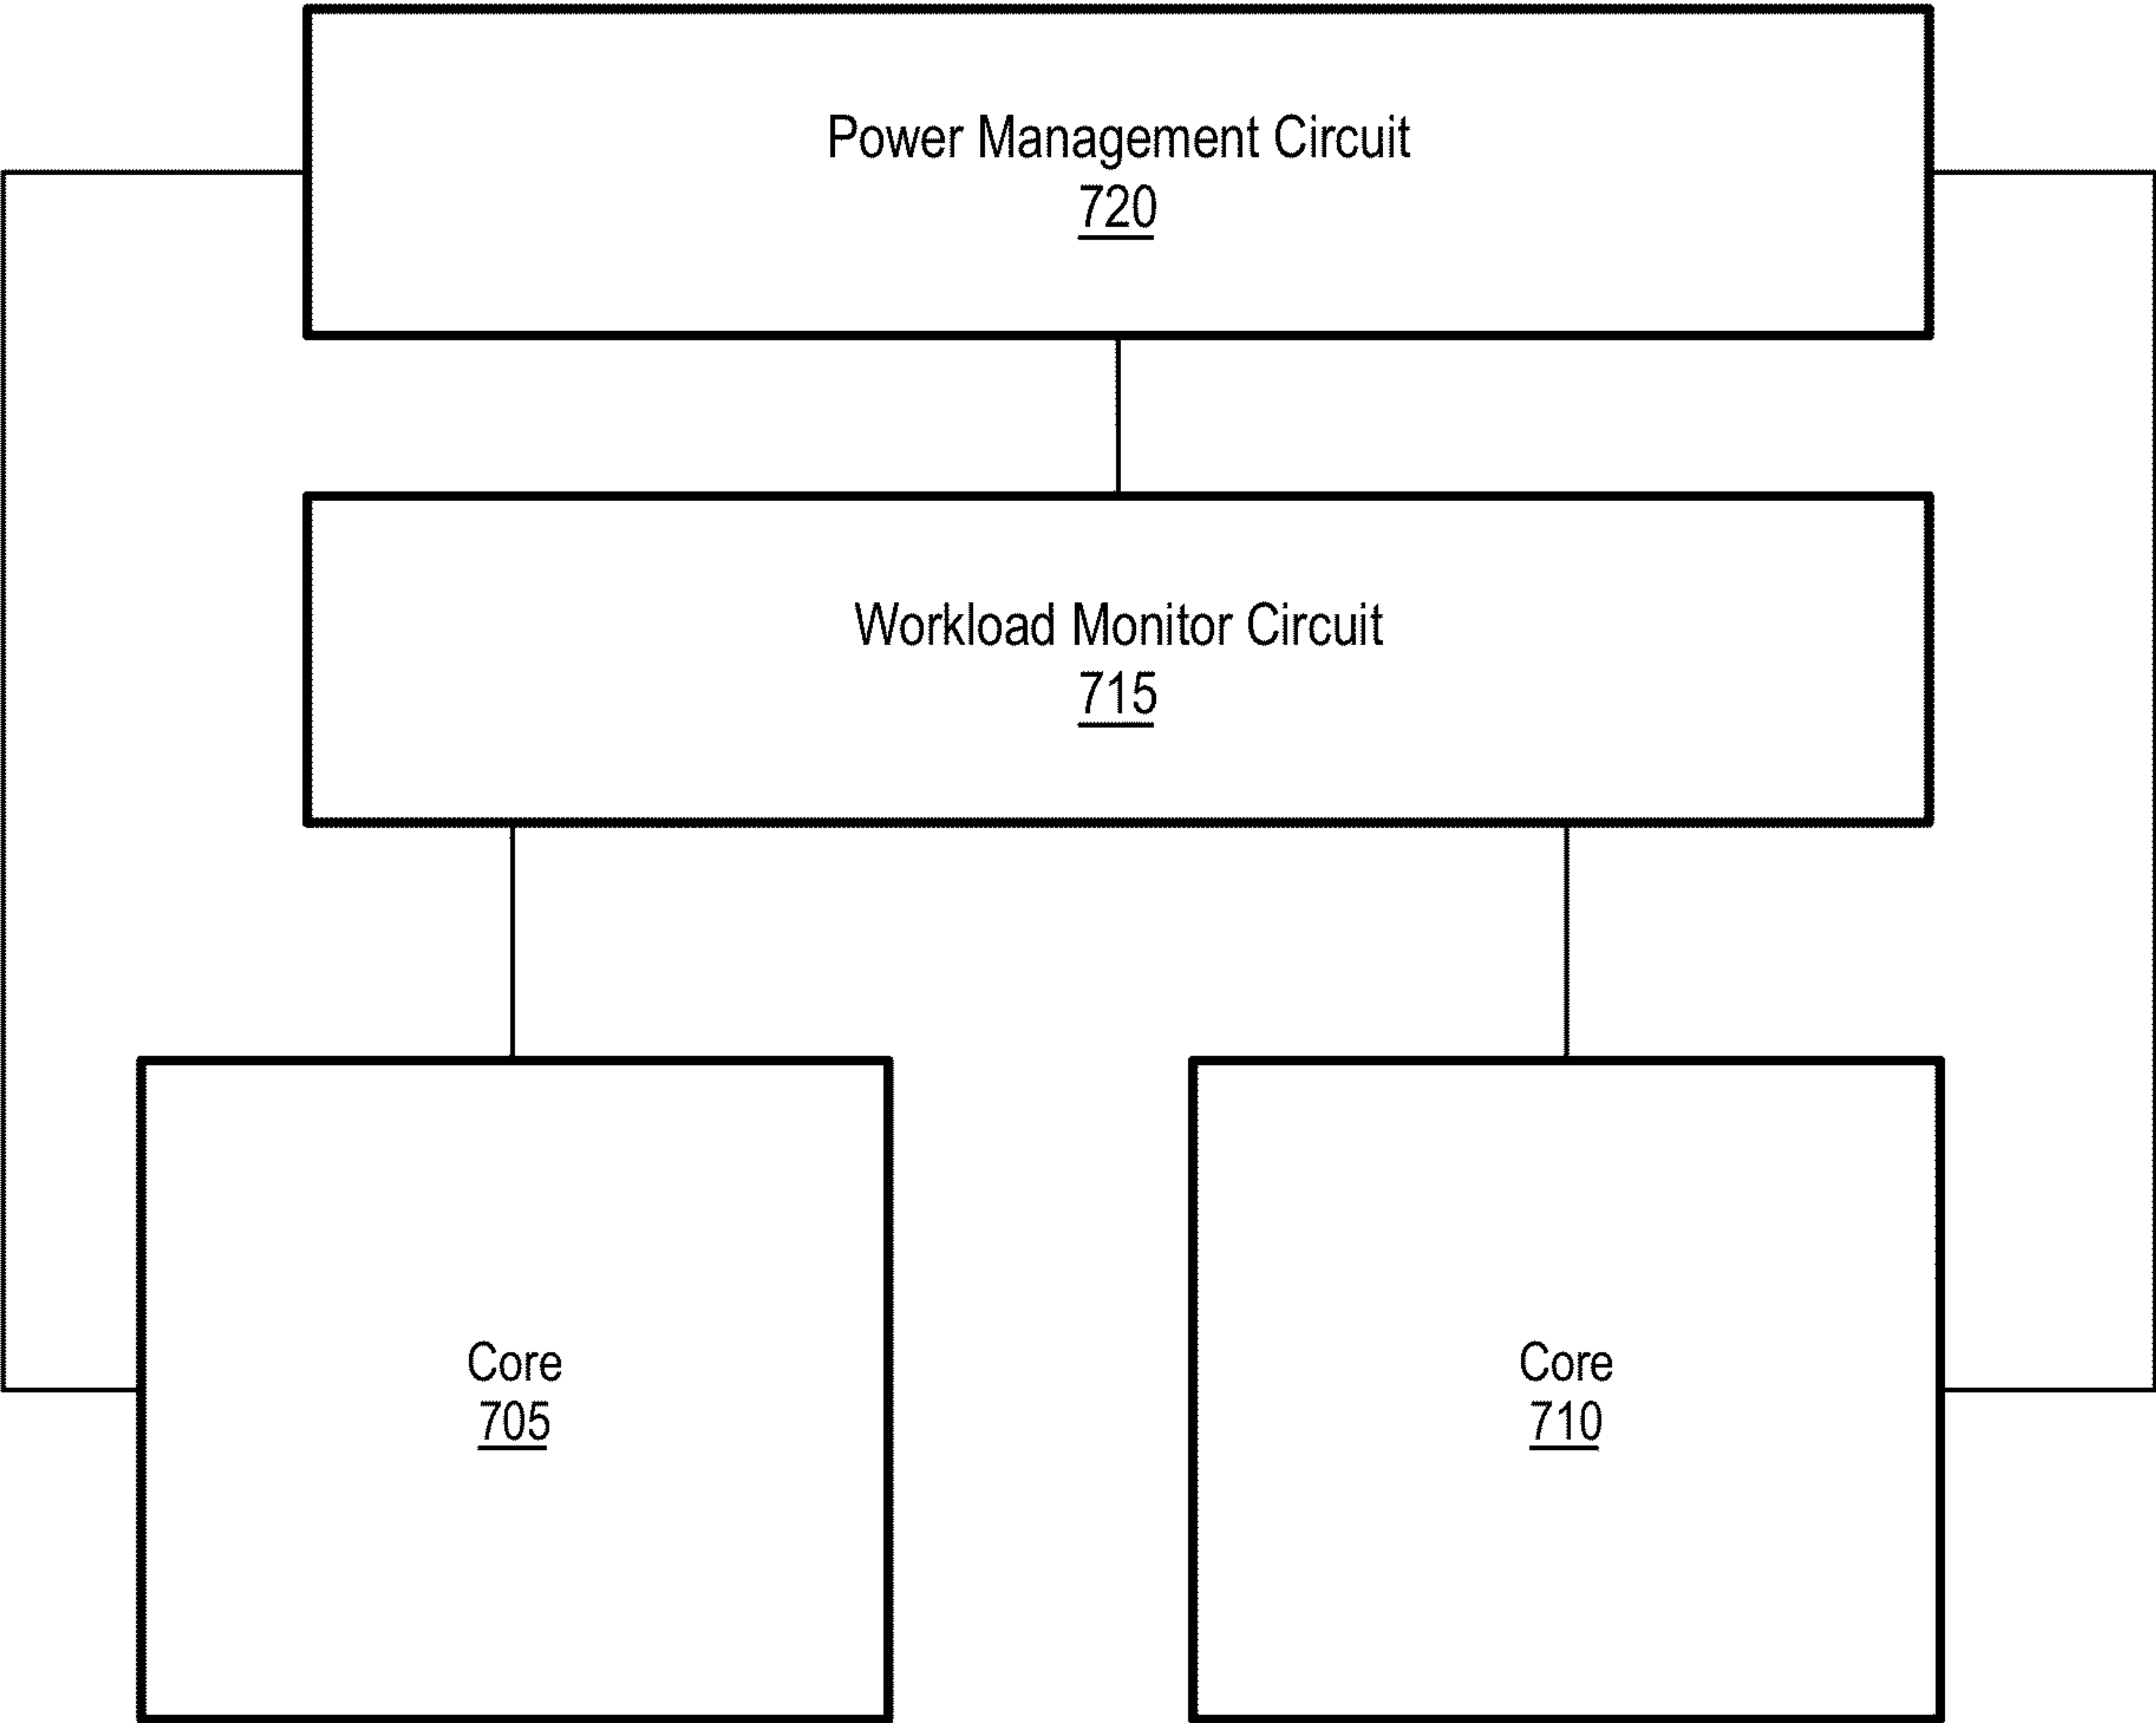 Power Management Circuit
720
Workload Monitor Circuit
715
Core
705
Core
710